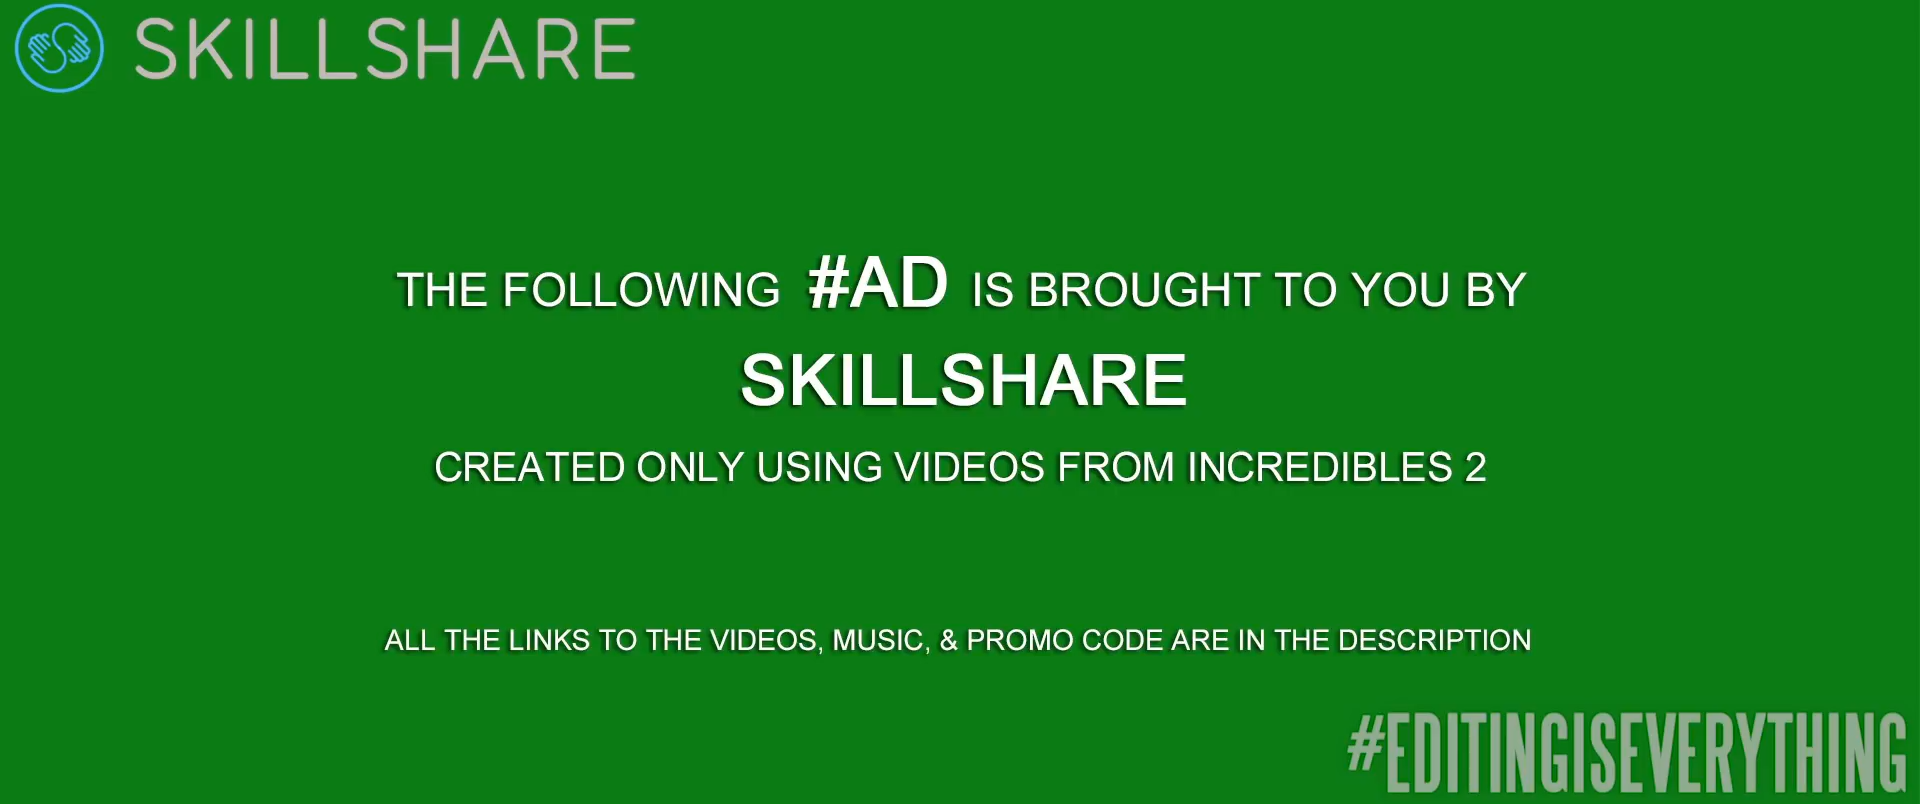 SKILLSHARE
THE FOLLOWING #AD IS BROUGHT TO YOU BY
SKILLSHARE
CREATED ONLY USING VIDEOS FROM INCREDIBLES 2
ALL THE LINKS TO THE VIDEOS, MUSIC, & PROMO CODE ARE IN THE DESCRIPTION
#EDITINGISEVERYTHING